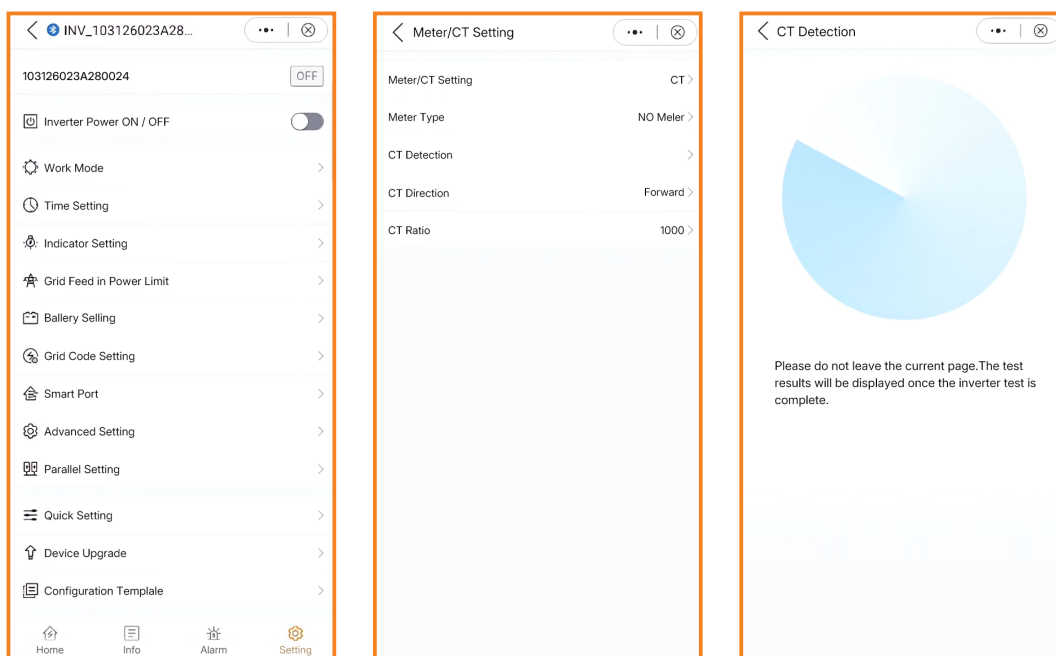 INV_103126023A28...
103126023A280024 OFF
Inverter Power ON / OFF
Work Mode
Time Setting
Indicator Setting
Grid Feed in Power Limit
Ballery Selling
Grid Code Setting
Smart Port
Advanced Setting
Parallel Setting
Quick Setting
Device Upgrade
Configuration Templale
Home Info Alarm Setting
Meter/CT Setting
Meter/CT Setting CT
Meter Type NO Meler
CT Detection
CT Direction Forward
CT Ratio 1000
CT Detection
Please do not leave the current page.The test
results will be displayed once the inverter test is
complete.